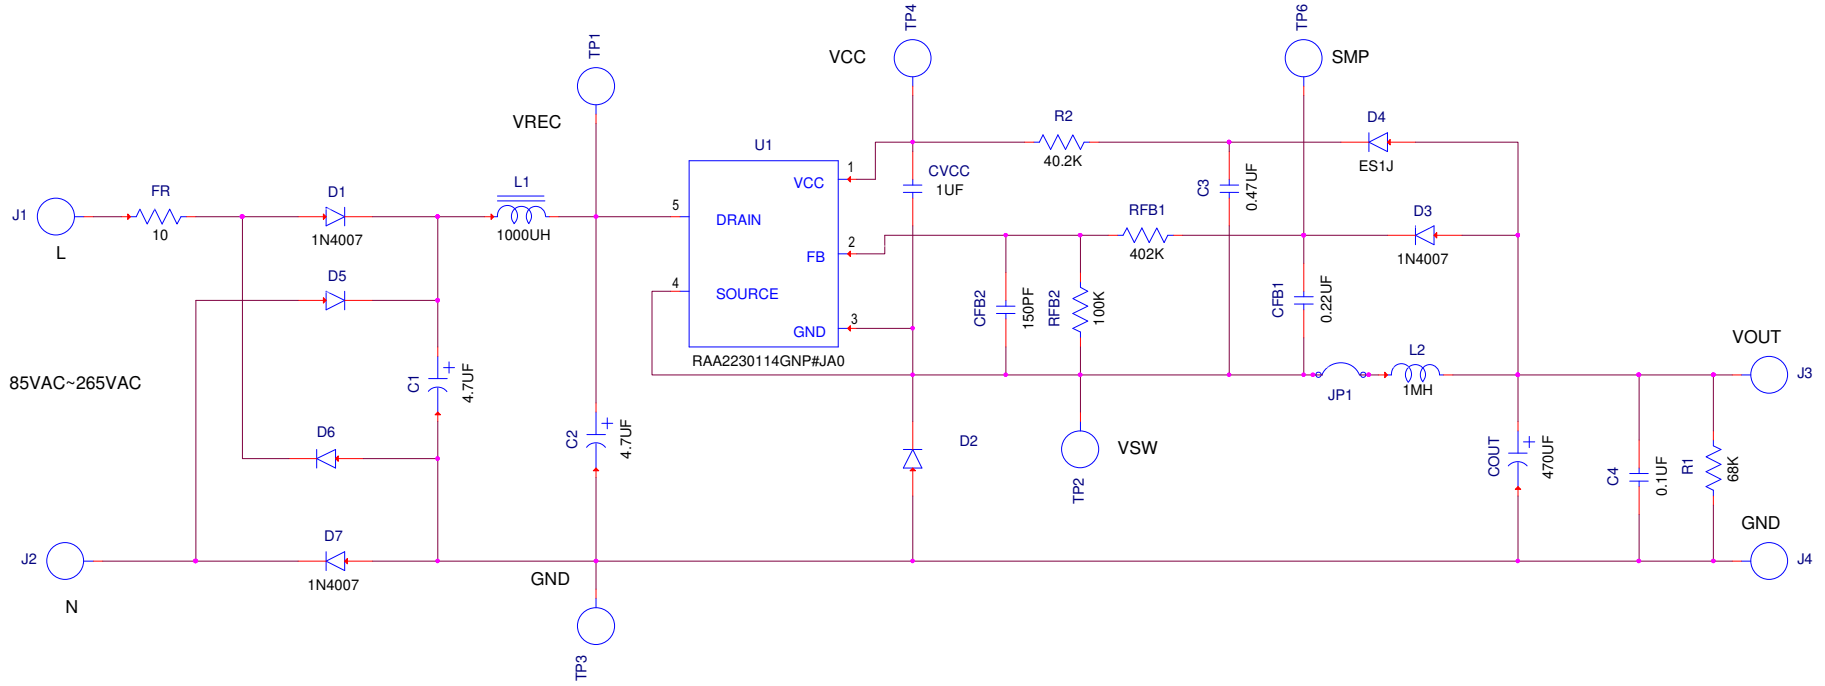 TP4
TP6
VCC
SMP
TP1
VREC
R2
40.2K
D4
ES1J
U1
1
VCC
CVCC
1UF
C3
0.47UF
J1
L
FR
10
D1
1N4007
L1
1000UH
5
DRAIN
RFB1
402K
D3
1N4007
2
FB
D5
4
SOURCE
CFB2
150PF
RFB2
100K
CFB1
0.22UF
3
GND
RAA2230114GNP#JA0
85VAC~265VAC
C1
4.7UF
JP1
L2
1MH
VOUT
J3
D6
C2
4.7UF
D2
VSW
TP2
COUT
470UF
C4
0.1UF
R1
68K
J2
N
D7
1N4007
GND
GND
J4
TP3